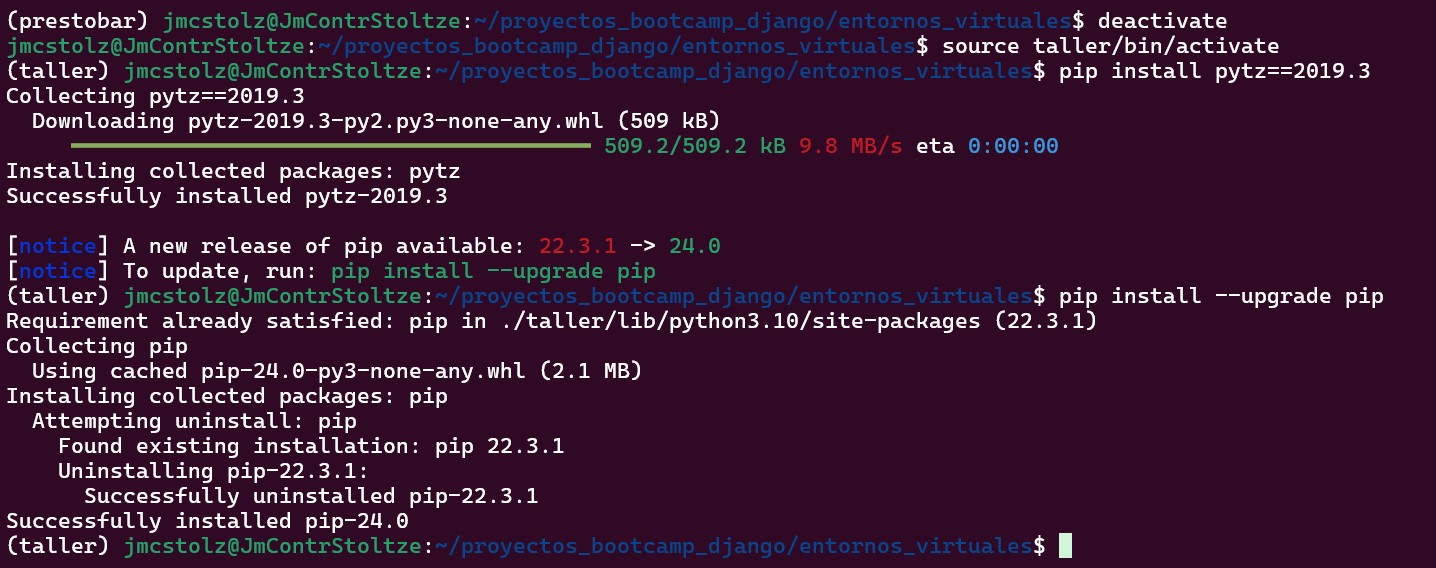 (prestobar) jmcstolz@JmContrStoltze:~/proyectos_bootcamp_django/entornos_virtuales$ deactivate
jmcstolz@JmContrStoltze:~/proyectos_bootcamp_django/entornos_virtuales$ source taller/bin/activate
(taller) jmcstolz@JmContrStoltze:~/proyectos_bootcamp_django/entornos_virtuales$ pip install pytz==2019.3
Collecting pytz==2019.3
  Downloading pytz-2019.3-py2.py3-none-any.whl (509 kB)
509.2/509.2 kB 9.8 MB/s eta 0:00:00
Installing collected packages: pytz
Successfully installed pytz-2019.3
[notice] A new release of pip available: 22.3.1 -> 24.0
[notice] To update, run: pip install --upgrade pip
(taller) jmcstolz@JmContrStoltze:~/proyectos_bootcamp_django/entornos_virtuales$ pip install --upgrade pip
Requirement already satisfied: pip in ./taller/lib/python3.10/site-packages (22.3.1)
Collecting pip
  Using cached pip-24.0-py3-none-any.whl (2.1 MB)
Installing collected packages: pip
  Attempting uninstall: pip
    Found existing installation: pip 22.3.1
    Uninstalling pip-22.3.1:
      Successfully uninstalled pip-22.3.1
Successfully installed pip-24.0
(taller) jmcstolz@JmContrStoltze:~/proyectos_bootcamp_django/entornos_virtuales$